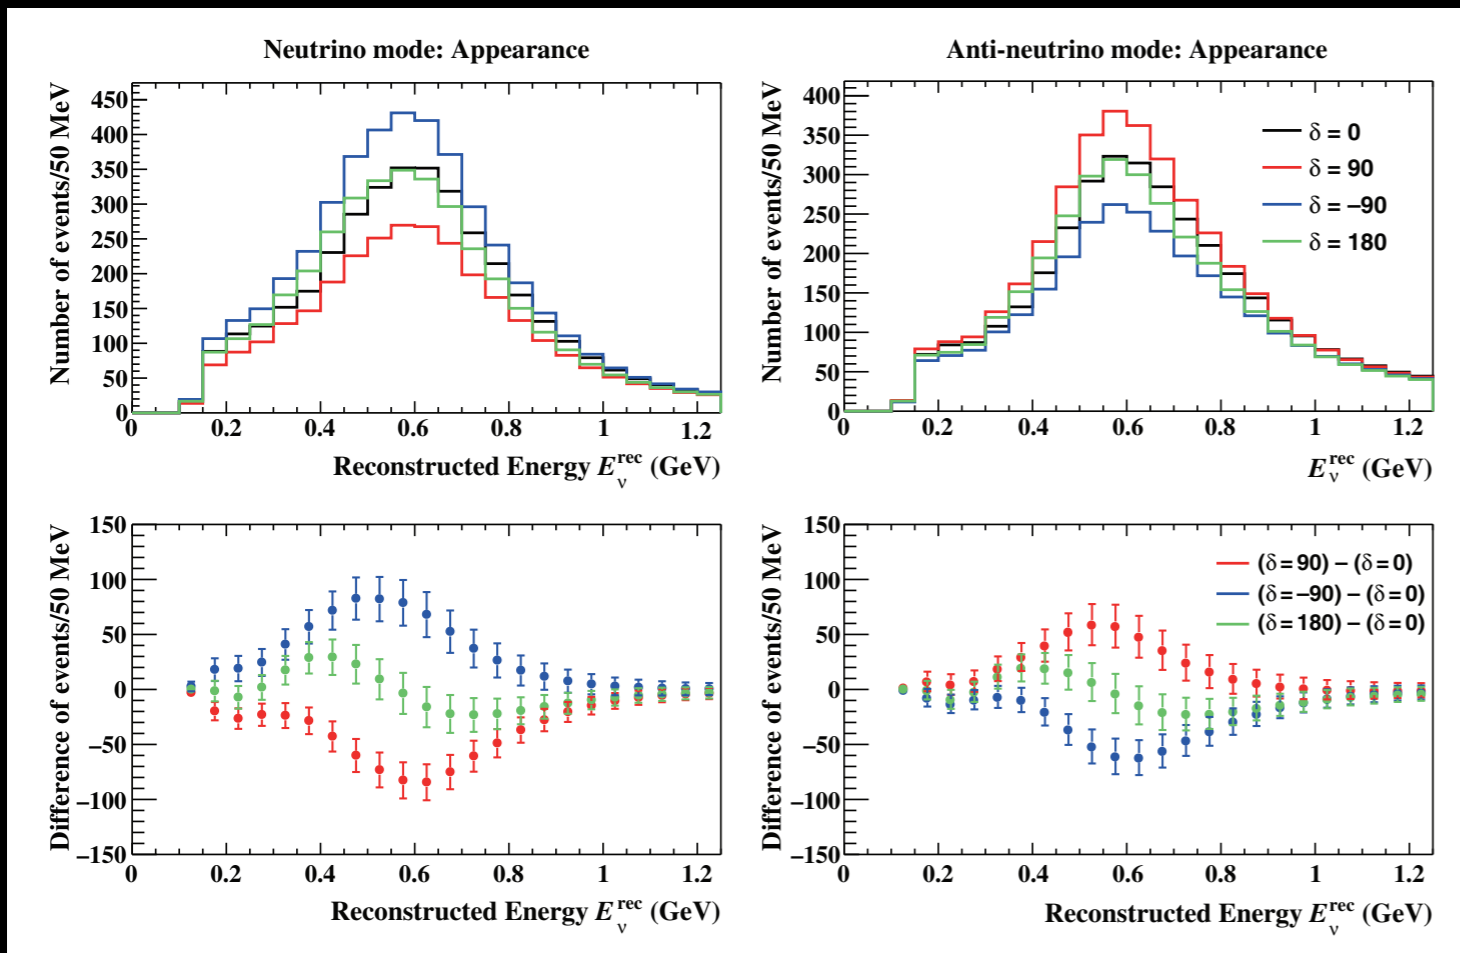 Neutrino mode: Appearance
Number of events/50 MeV
450
400
350
300
250
200
150
100
50
0
0 0.2 0.4 0.6 0.8 1 1.2
Reconstructed Energy E_ν^rec (GeV)
Anti-neutrino mode: Appearance
Number of events/50 MeV
400
350
300
250
200
150
100
50
0
δ = 0
δ = 90
δ = –90
δ = 180
0 0.2 0.4 0.6 0.8 1 1.2
E_ν^rec (GeV)
Difference of events/50 MeV
150
100
50
0
−50
−100
−150
0 0.2 0.4 0.6 0.8 1 1.2
Reconstructed Energy E_ν^rec (GeV)
Difference of events/50 MeV
150
100
50
0
−50
−100
−150
(δ = 90) – (δ = 0)
(δ = –90) – (δ = 0)
(δ = 180) – (δ = 0)
0 0.2 0.4 0.6 0.8 1 1.2
Reconstructed Energy E_ν^rec (GeV)